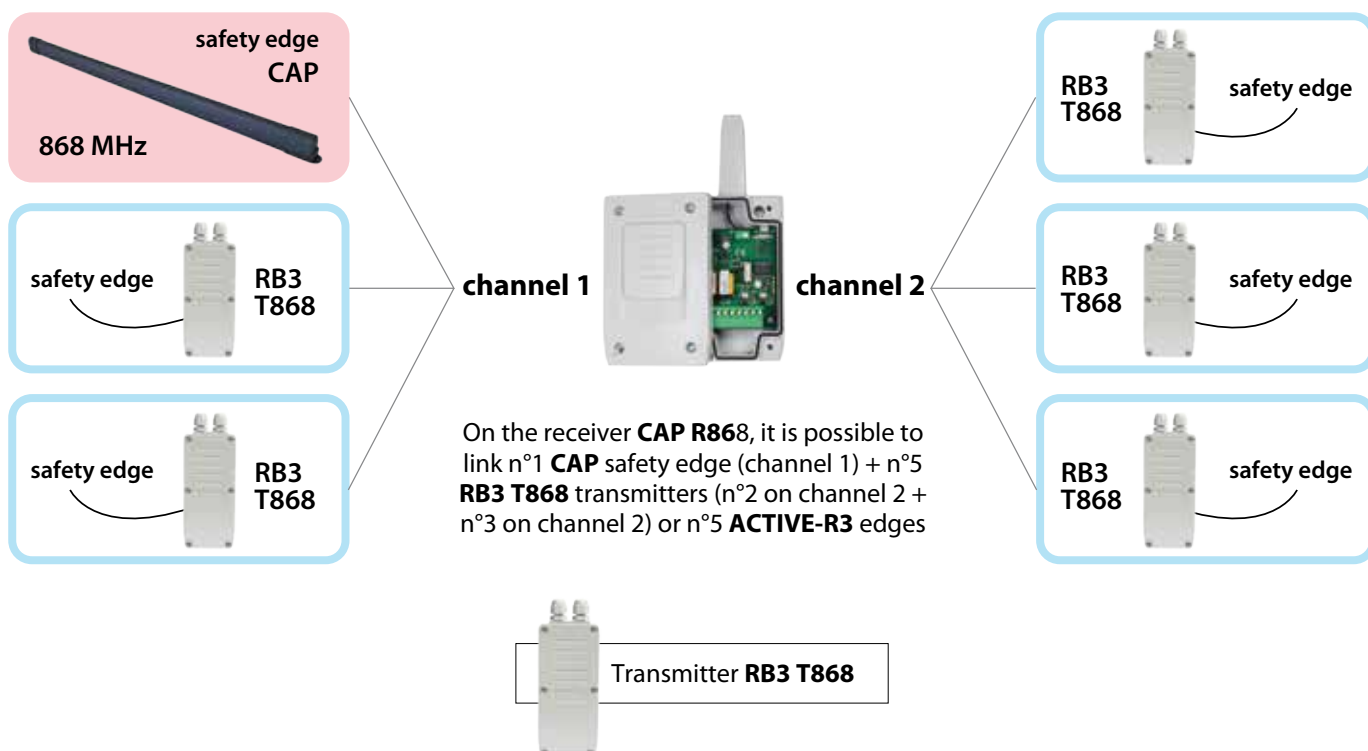 safety edge
CAP
868 MHz
safety edge
RB3
T868
safety edge
RB3
T868
channel 1
channel 2
RB3
T868
safety edge
RB3
T868
safety edge
RB3
T868
safety edge
On the receiver CAP R868, it is possible to
link n°1 CAP safety edge (channel 1) + n°5
RB3 T868 transmitters (n°2 on channel 2 +
n°3 on channel 2) or n°5 ACTIVE-R3 edges
Transmitter RB3 T868